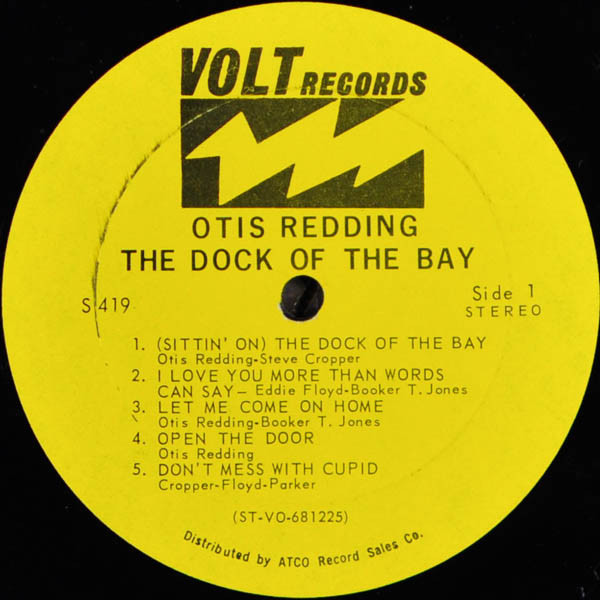 VOLT RECORDS
OTIS REDDING
THE DOCK OF THE BAY
S 419
Side 1
STEREO
1. (SITTIN' ON) THE DOCK OF THE BAY
Otis Redding-Steve Cropper
2. I LOVE YOU MORE THAN WORDS
CAN SAY – Eddie Floyd-Booker T. Jones
3. LET ME COME ON HOME
Otis Redding-Booker T. Jones
4. OPEN THE DOOR
Otis Redding
5. DON'T MESS WITH CUPID
Cropper-Floyd-Parker
(ST-VO-681225)
Distributed by ATCO Record Sales Co.